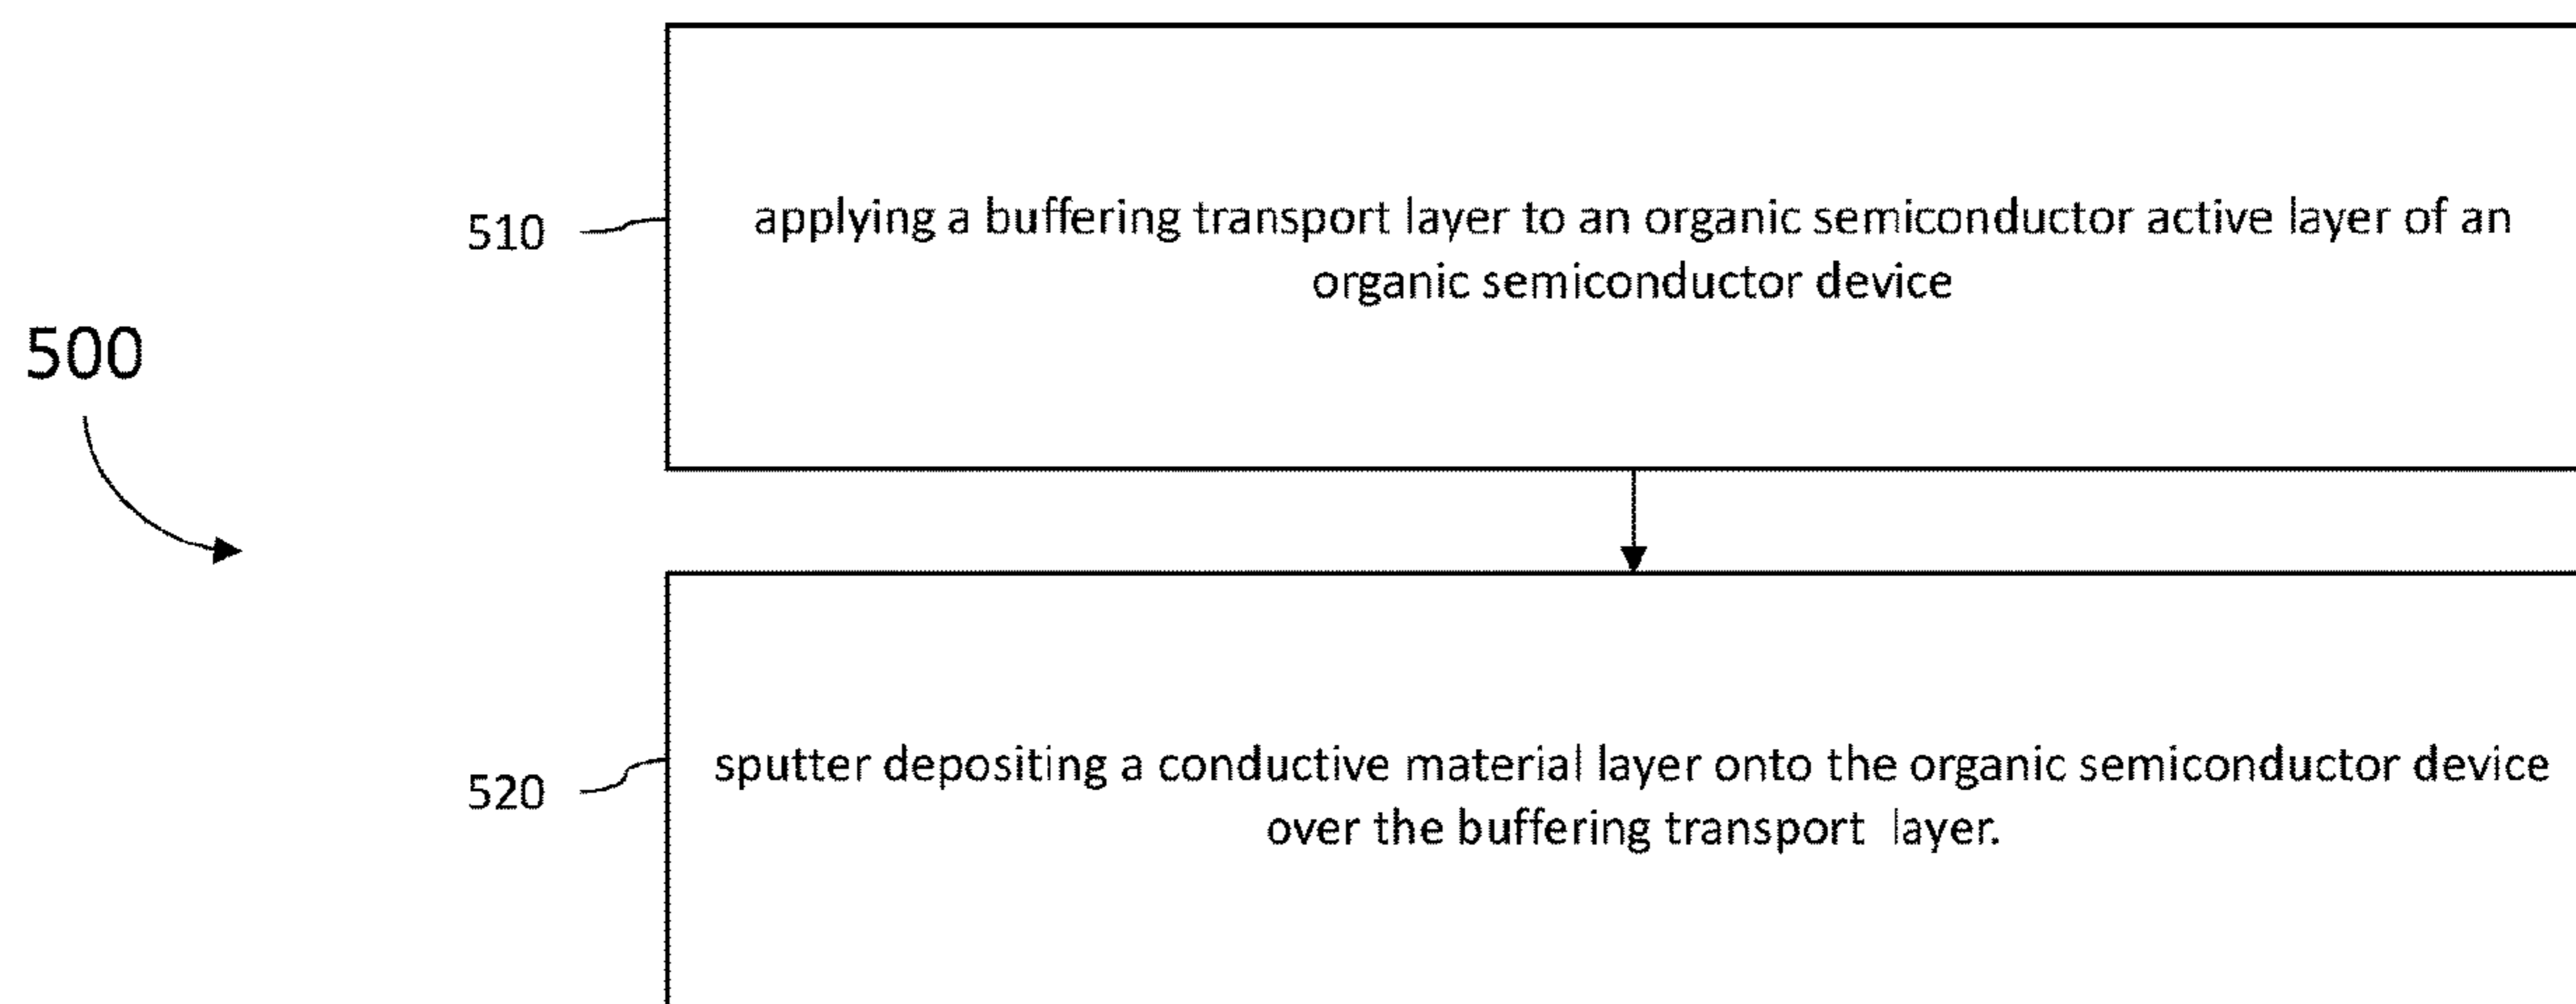 510
applying a buffering transport layer to an organic semiconductor active layer of an
organic semiconductor device
500
520
sputter depositing a conductive material layer onto the organic semiconductor device
over the buffering transport layer.